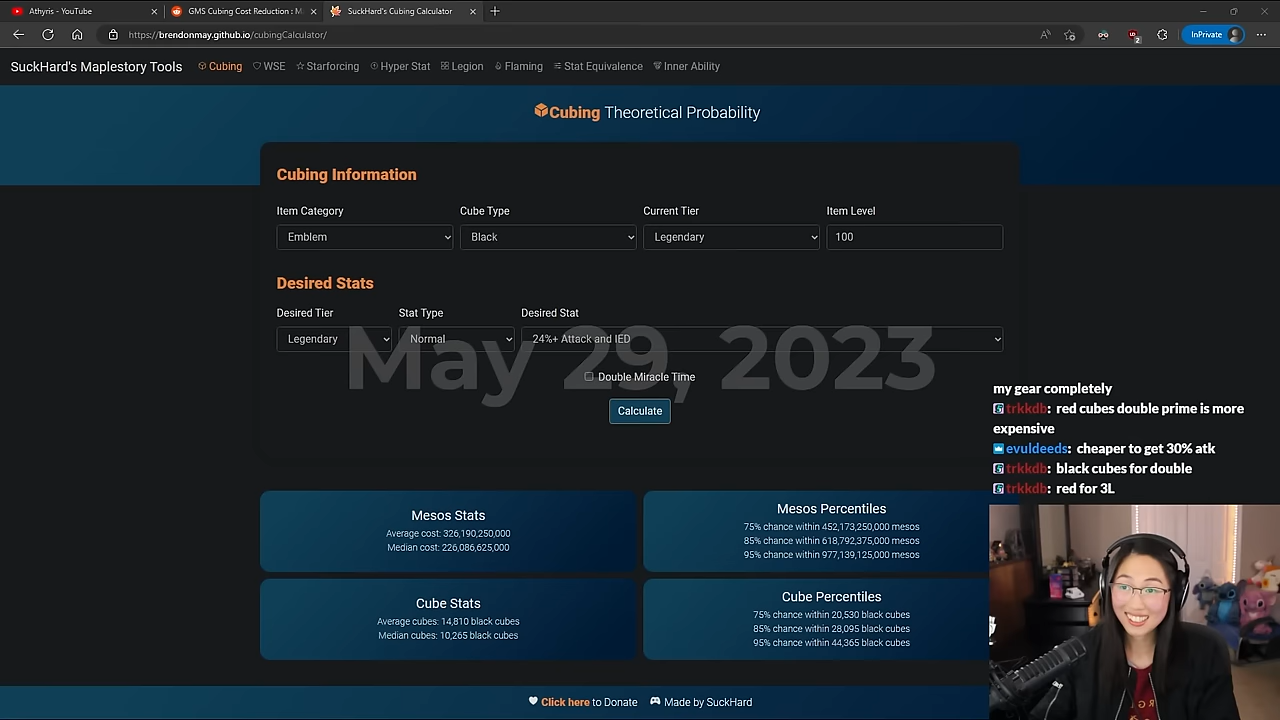 Athyris - YouTube
GMS Cubing Cost Reduction : M
SuckHard's Cubing Calculator
https://brendonmay.github.io/cubingCalculator/
InPrivate
SuckHard's Maplestory Tools
Cubing
WSE
Starforcing
Hyper Stat
Legion
Flaming
Stat Equivalence
Inner Ability
Cubing Theoretical Probability
Cubing Information
Item Category
Cube Type
Current Tier
Item Level
Emblem
Black
Legendary
100
Desired Stats
Desired Tier
Stat Type
Desired Stat
Legendary
Normal
24%+ Attack and IED
May 29, 2023
Double Miracle Time
Calculate
my gear completely
trkkdb: red cubes double prime is more
expensive
evuldeeds: cheaper to get 30% atk
trkkdb: black cubes for double
trkkdb: red for 3L
Mesos Stats
Average cost: 326,190,250,000
Median cost: 226,086,625,000
Mesos Percentiles
75% chance within 452,173,250,000 mesos
85% chance within 618,792,375,000 mesos
95% chance within 977,139,125,000 mesos
Cube Stats
Average cubes: 14,810 black cubes
Median cubes: 10,265 black cubes
Cube Percentiles
75% chance within 20,530 black cubes
85% chance within 28,095 black cubes
95% chance within 44,365 black cubes
Click here to Donate
Made by SuckHard